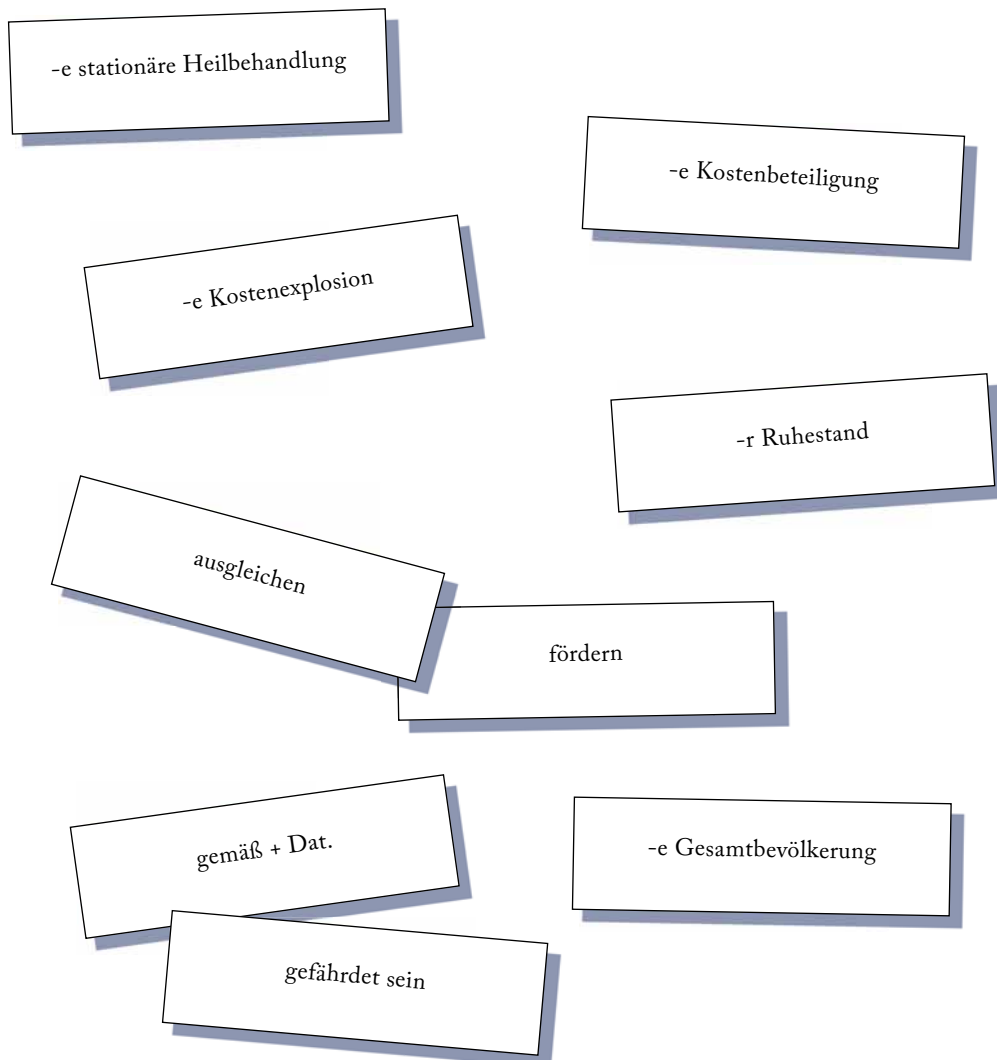 -e stationäre Heilbehandlung
-e Kostenbeteiligung
-e Kostenexplosion
-r Ruhestand
ausgleichen
fördern
gemäß + Dat.
-e Gesamtbevölkerung
gefährdet sein